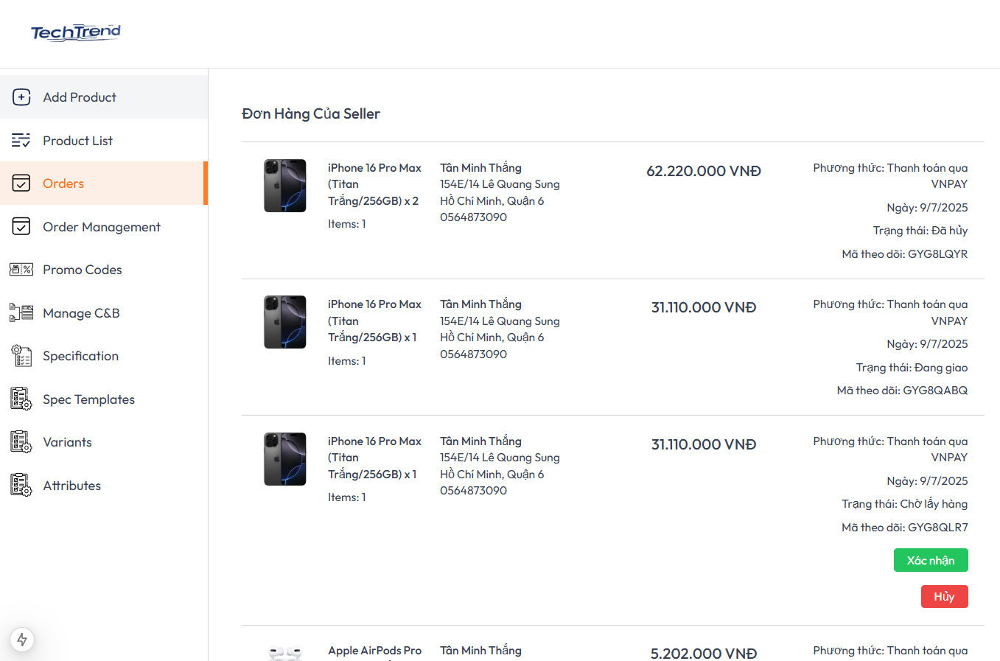 TechTrend
Add Product
Product List
Orders
Order Management
Promo Codes
Manage C&B
Specification
Spec Templates
Variants
Attributes
Đơn Hàng Của Seller
iPhone 16 Pro Max
(Titan
Trắng/256GB) x 2
Items: 1
Tân Minh Thắng
154E/14 Lê Quang Sung
Hồ Chí Minh, Quận 6
0564873090
62.220.000 VNĐ
Phương thức: Thanh toán qua
VNPAY
Ngày: 9/7/2025
Trạng thái: Đã hủy
Mã theo dõi: GYG8LQYR
iPhone 16 Pro Max
(Titan
Trắng/256GB) x 1
Items: 1
Tân Minh Thắng
154E/14 Lê Quang Sung
Hồ Chí Minh, Quận 6
0564873090
31.110.000 VNĐ
Phương thức: Thanh toán qua
VNPAY
Ngày: 9/7/2025
Trạng thái: Đang giao
Mã theo dõi: GYG8QABQ
iPhone 16 Pro Max
(Titan
Trắng/256GB) x 1
Items: 1
Tân Minh Thắng
154E/14 Lê Quang Sung
Hồ Chí Minh, Quận 6
0564873090
31.110.000 VNĐ
Phương thức: Thanh toán qua
VNPAY
Ngày: 9/7/2025
Trạng thái: Chờ lấy hàng
Mã theo dõi: GYG8QLR7
Xác nhận
Hủy
Apple AirPods Pro
Tân Minh Thắng
5.202.000 VNĐ
Phương thức: Thanh toán qua